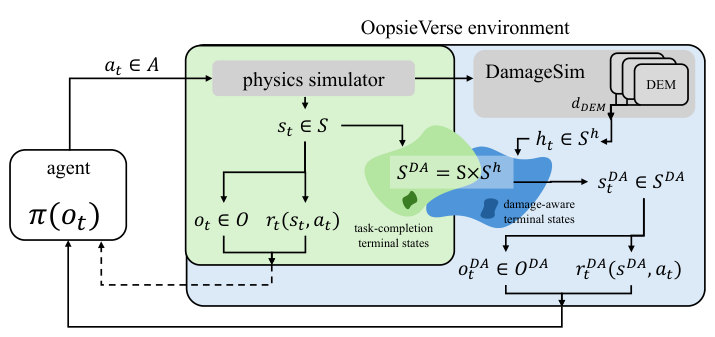 OopsieVerse environment
a_t ∈ A
physics simulator
DamageSim
DEM
d_DEM
s_t ∈ S
h_t ∈ S^h
agent
π(o_t)
S^DA = S×S^h
s_t^DA ∈ S^DA
o_t ∈ O
r_t(s_t, a_t)
task-completion
terminal states
damage-aware
terminal states
o_t^DA ∈ O^DA
r_t^DA(s^DA, a_t)